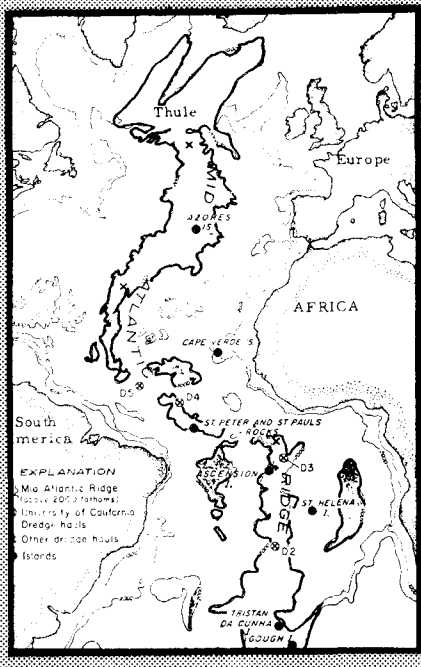 Thule
MID
Europe
AZORES
IS.
ATLANTIC
AFRICA
CAPE VERDE IS
D5
D4
South
merica
ST. PETER AND ST PAULS
ROCKS
ASCENSION
I.
D3
RIDGE
ST HELENA
I.
D2
EXPLANATION
Mid Atlantic Ridge
2000 fathoms)
University of California
Dredge hauls
Other dredge hauls
Islands
TRISTAN
DA CUNHA
GOUGH I.